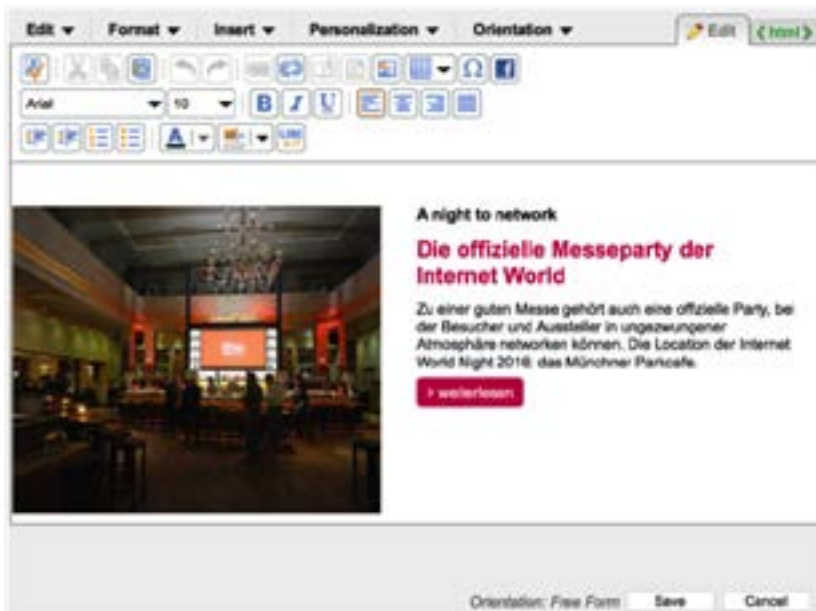 Edit Format Insert Personalization Orientation Edit <html>
Arial 10 B I U
A
A night to network
Die offizielle Messeparty der
Internet World
Zu einer guten Messe gehört auch eine offizielle Party, bei
der Besucher und Aussteller in ungezwungener
Atmosphäre networken können. Die Location der Internet
World Night 2016: das Münchner Parkcafe.
> weiterlesen
Orientation: Free Form Save Cancel